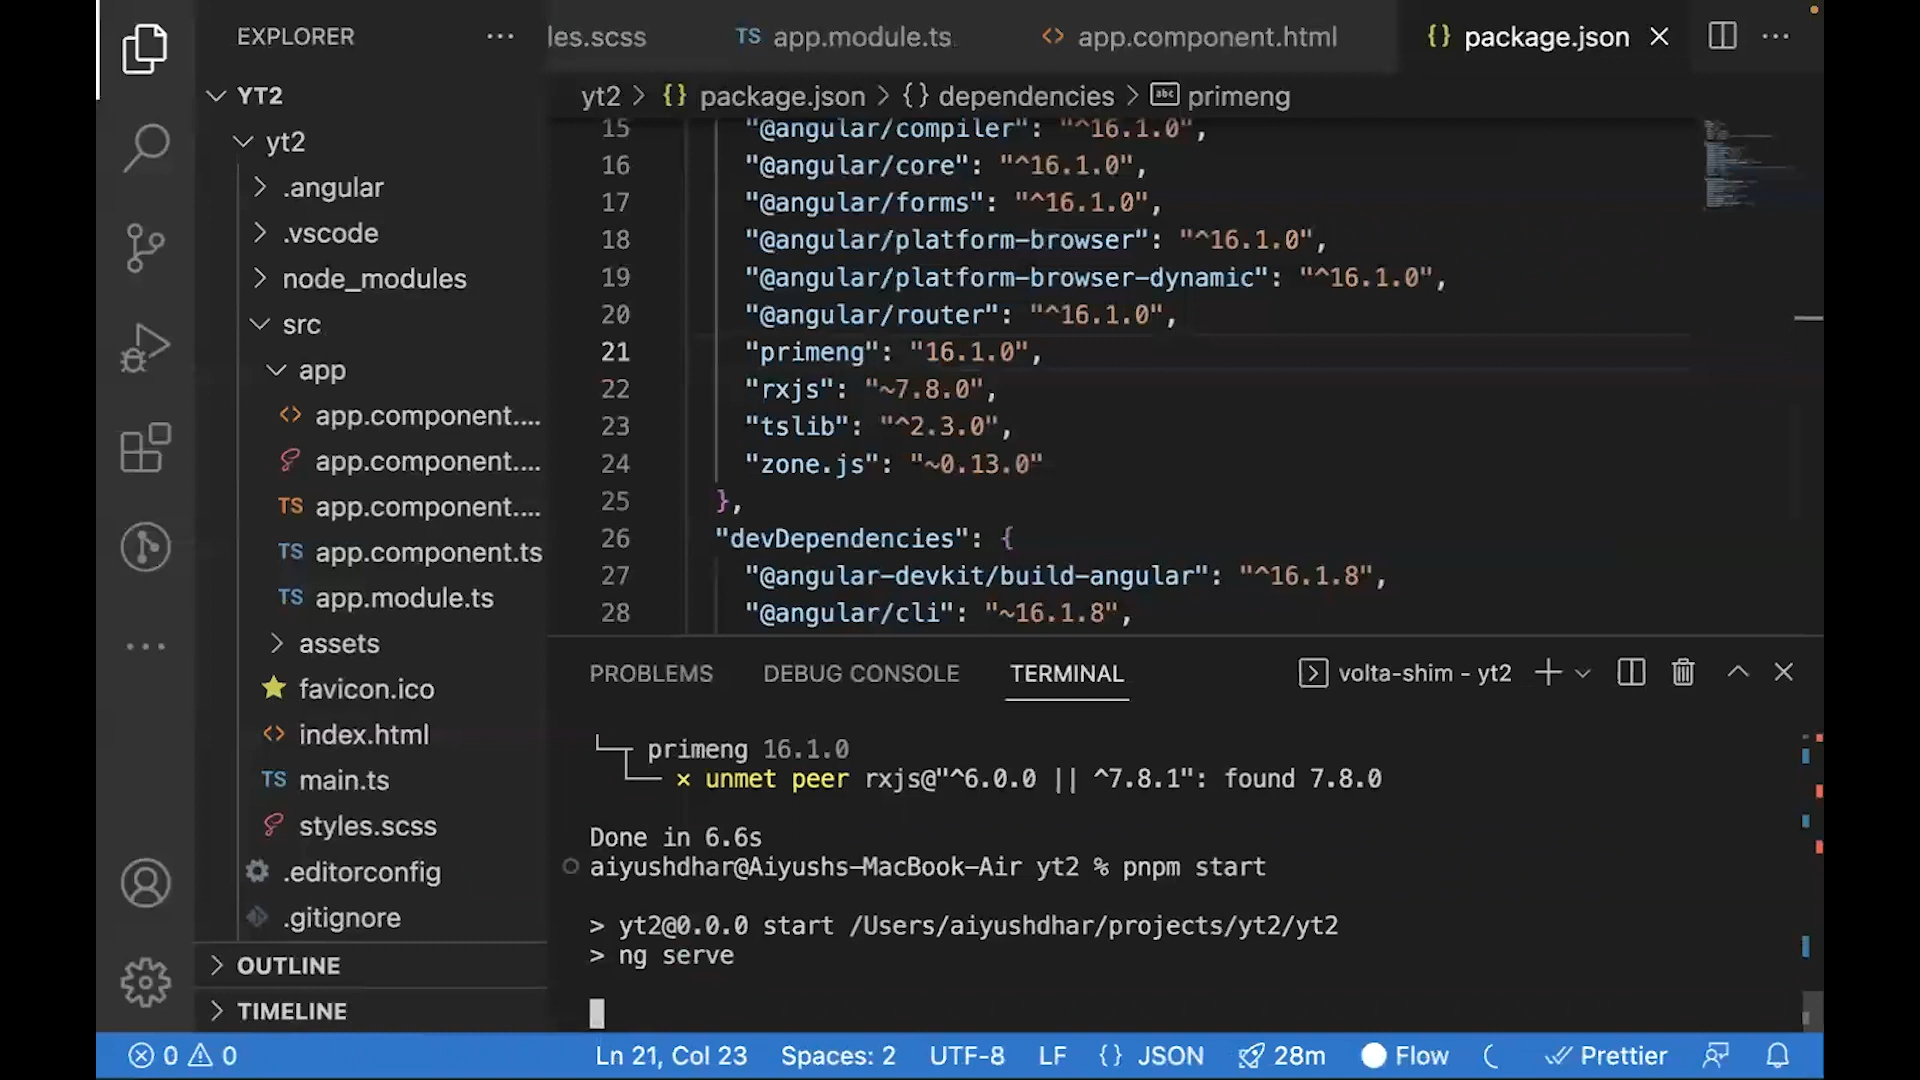 EXPLORER
YT2
yt2
.angular
.vscode
node_modules
src
app
app.component....
app.component....
TS app.component....
TS app.component.ts
TS app.module.ts
assets
favicon.ico
<> index.html
TS main.ts
styles.scss
.editorconfig
.gitignore
OUTLINE
TIMELINE
les.scss
TS app.module.ts
<> app.component.html
{} package.json
yt2 > {} package.json > {} dependencies > abc primeng
15 "@angular/compiler": "^16.1.0",
16 "@angular/core": "^16.1.0",
17 "@angular/forms": "^16.1.0",
18 "@angular/platform-browser": "^16.1.0",
19 "@angular/platform-browser-dynamic": "^16.1.0",
20 "@angular/router": "^16.1.0",
21 "primeng": "16.1.0",
22 "rxjs": "~7.8.0",
23 "tslib": "^2.3.0",
24 "zone.js": "~0.13.0"
25 },
26 "devDependencies": {
27 "@angular-devkit/build-angular": "^16.1.8",
28 "@angular/cli": "~16.1.8",
PROBLEMS DEBUG CONSOLE TERMINAL volta-shim - yt2
primeng 16.1.0
× unmet peer rxjs@"^6.0.0 || ^7.8.1": found 7.8.0
Done in 6.6s
aiyushdhar@Aiyushs-MacBook-Air yt2 % pnpm start
> yt2@0.0.0 start /Users/aiyushdhar/projects/yt2/yt2
> ng serve
0 0 Ln 21, Col 23 Spaces: 2 UTF-8 LF {} JSON 28m Flow Prettier